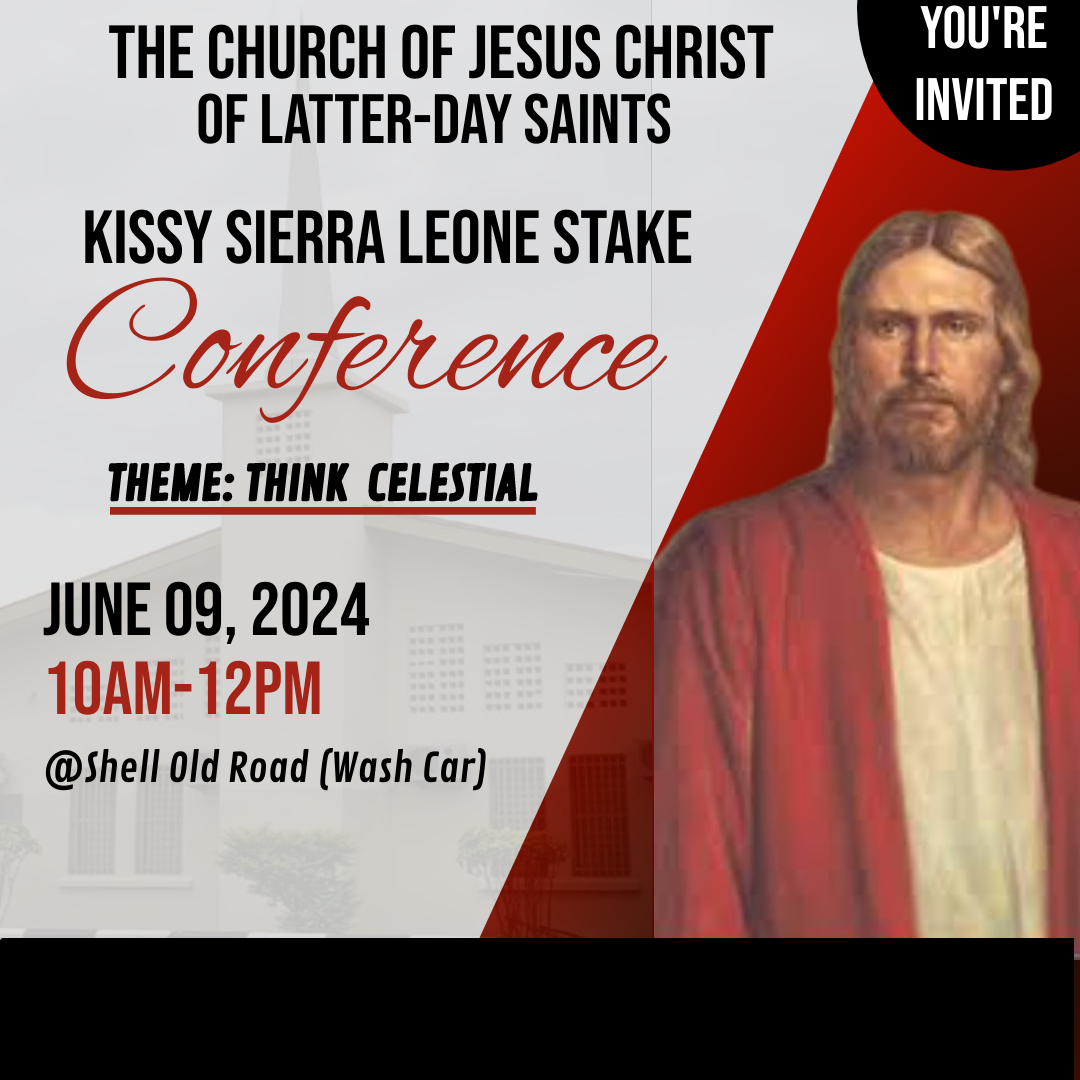 THE CHURCH OF JESUS CHRIST
OF LATTER-DAY SAINTS
YOU'RE
INVITED
KISSY SIERRA LEONE STAKE
Conference
THEME: THINK CELESTIAL
JUNE 09, 2024
10AM-12PM
@Shell Old Road (Wash Car)